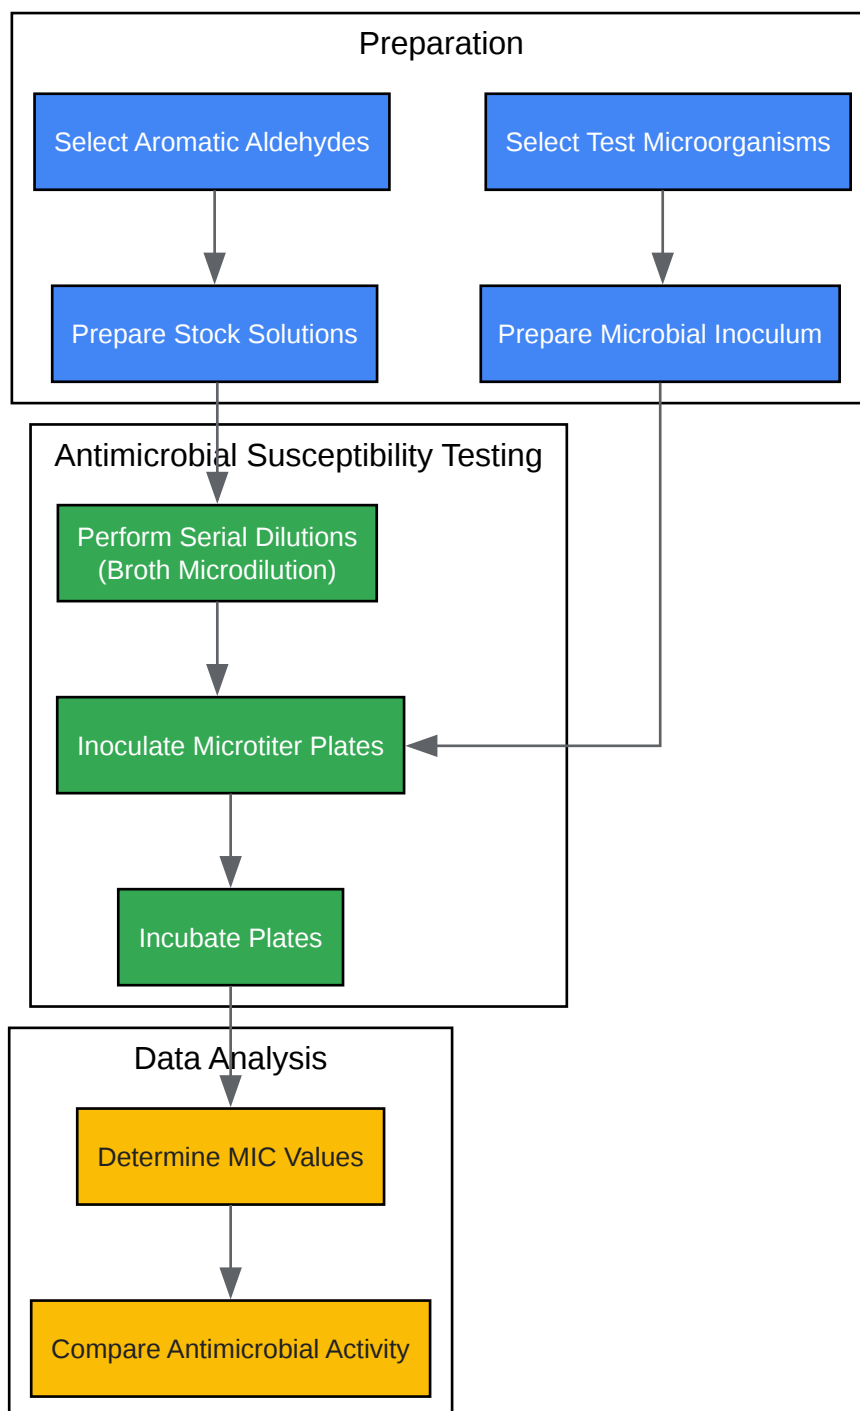 Preparation
Select Aromatic Aldehydes
Select Test Microorganisms
Prepare Stock Solutions
Prepare Microbial Inoculum
Antimicrobial Susceptibility Testing
Perform Serial Dilutions
(Broth Microdilution)
Inoculate Microtiter Plates
Incubate Plates
Data Analysis
Determine MIC Values
Compare Antimicrobial Activity